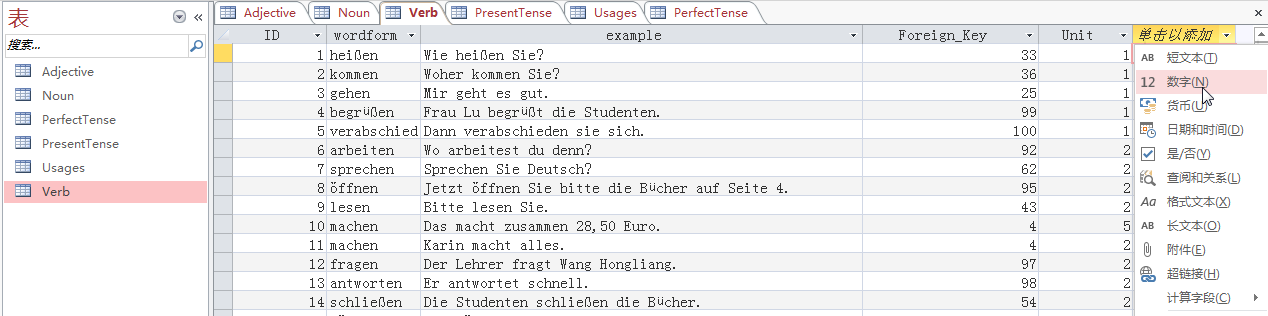 表
搜索...
Adjective
Noun
PerfectTense
PresentTense
Usages
Verb
Adjective Noun Verb PresentTense Usages PerfectTense
ID wordform example Foreign_Key Unit 单击以添加
1 heißen Wie heißen Sie? 33 1
2 kommen Woher kommen Sie? 36 1
3 gehen Mir geht es gut. 25 1
4 begrüßen Frau Lu begrüßt die Studenten. 99 1
5 verabschied Dann verabschieden sie sich. 100 1
6 arbeiten Wo arbeitest du denn? 92 2
7 sprechen Sprechen Sie Deutsch? 62 2
8 öffnen Jetzt öffnen Sie bitte die Bücher auf Seite 4. 95 2
9 lesen Bitte lesen Sie. 43 2
10 machen Das macht zusammen 28,50 Euro. 4 5
11 machen Karin macht alles. 4 2
12 fragen Der Lehrer fragt Wang Hongliang. 97 2
13 antworten Er antwortet schnell. 98 2
14 schließen Die Studenten schließen die Bücher. 54 2
AB 短文本(T)
12 数字(N)
货币(U)
日期和时间(D)
是/否(Y)
查阅和关系(L)
Aa 格式文本(X)
AB 长文本(O)
附件(E)
超链接(H)
计算字段(C)